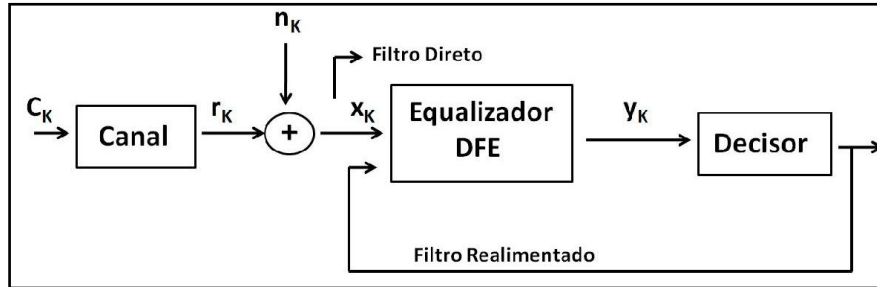 n_K
Filtro Direto
C_K
Canal
r_K
+
x_K
Equalizador
DFE
y_K
Decisor
Filtro Realimentado